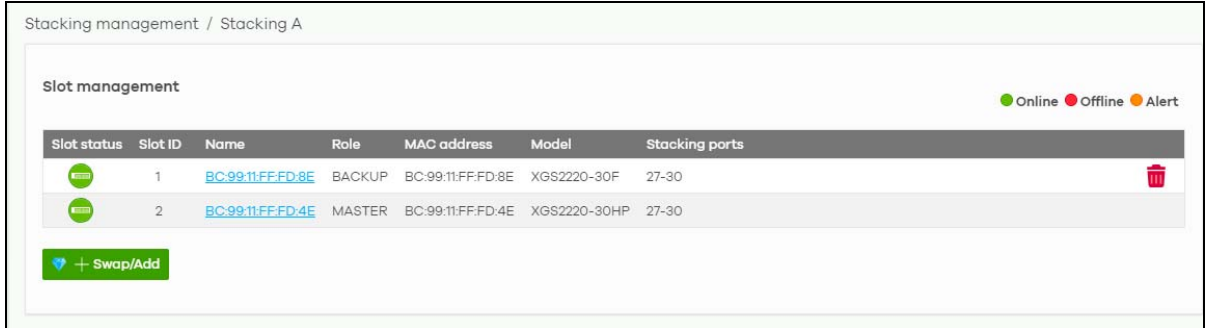 Stacking management / Stacking A
Slot management
Online Offline Alert
Slot status Slot ID Name Role MAC address Model Stacking ports
1 BC:99:11:FF:FD:8E BACKUP BC:99:11:FF:FD:8E XGS2220-30F 27-30
2 BC:99:11:FF:FD:4E MASTER BC:99:11:FF:FD:4E XGS2220-30HP 27-30
+ Swap/Add